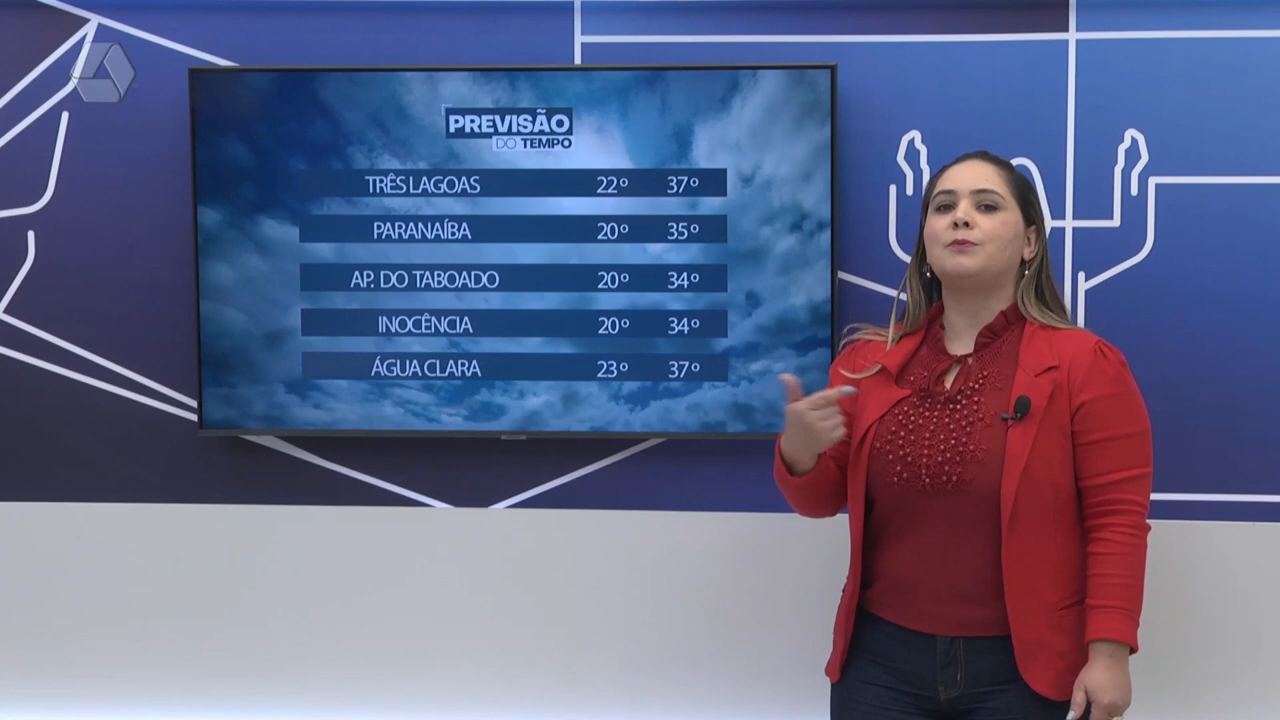 PREVISÃO
DO TEMPO
TRÊS LAGOAS 22º 37º
PARANAÍBA 20º 35º
AP. DO TABOADO 20º 34º
INOCÊNCIA 20º 34º
ÁGUA CLARA 23º 37º